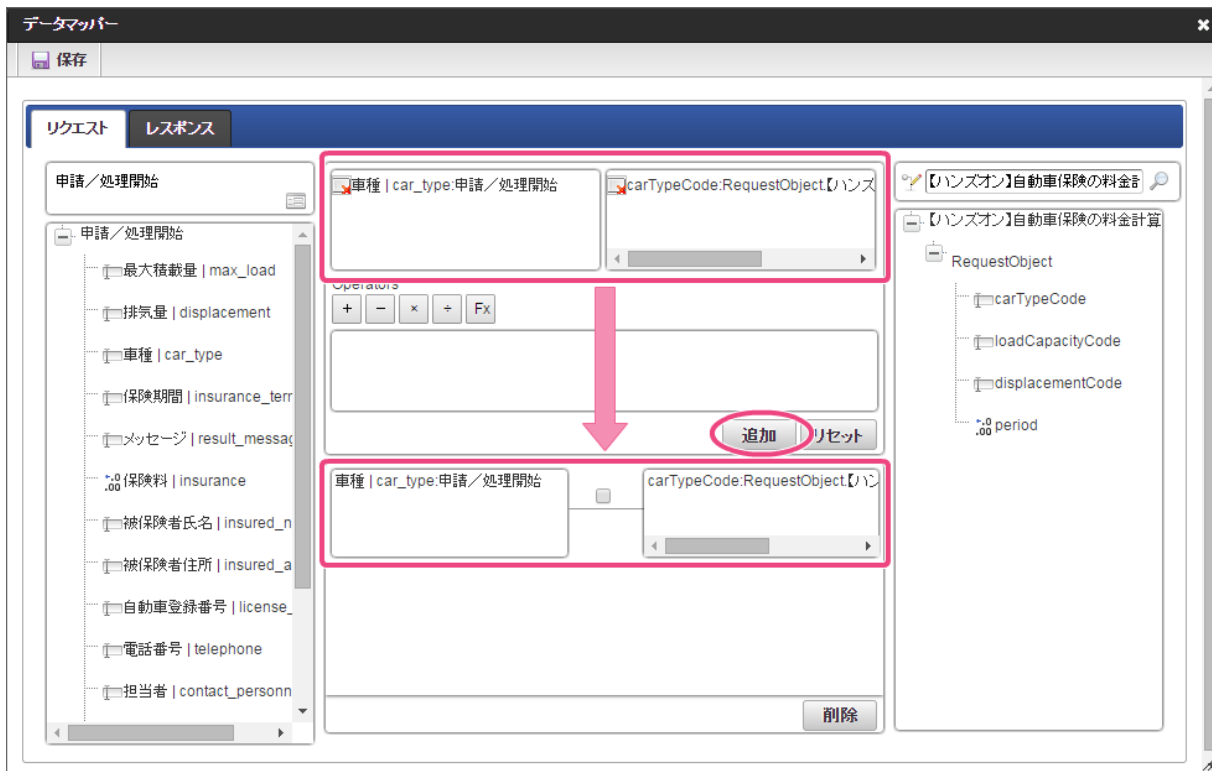 データマッパー
保存
リクエスト
レスポンス
申請／処理開始
申請／処理開始
最大積載量 | max_load
排気量 | displacement
車種 | car_type
保険期間 | insurance_terr
メッセージ | result_messag
保険料 | insurance
被保険者氏名 | insured_n
被保険者住所 | insured_a
自動車登録番号 | license_
電話番号 | telephone
担当者 | contact_personn
車種 | car_type:申請／処理開始
carTypeCode:RequestObject.【ハンズ
Operators
+ − × ÷ Fx
追加
リセット
車種 | car_type:申請／処理開始
carTypeCode:RequestObject.【ハン
削除
【ハンズオン】自動車保険の料金計
【ハンズオン】自動車保険の料金計算
RequestObject
carTypeCode
loadCapacityCode
displacementCode
period